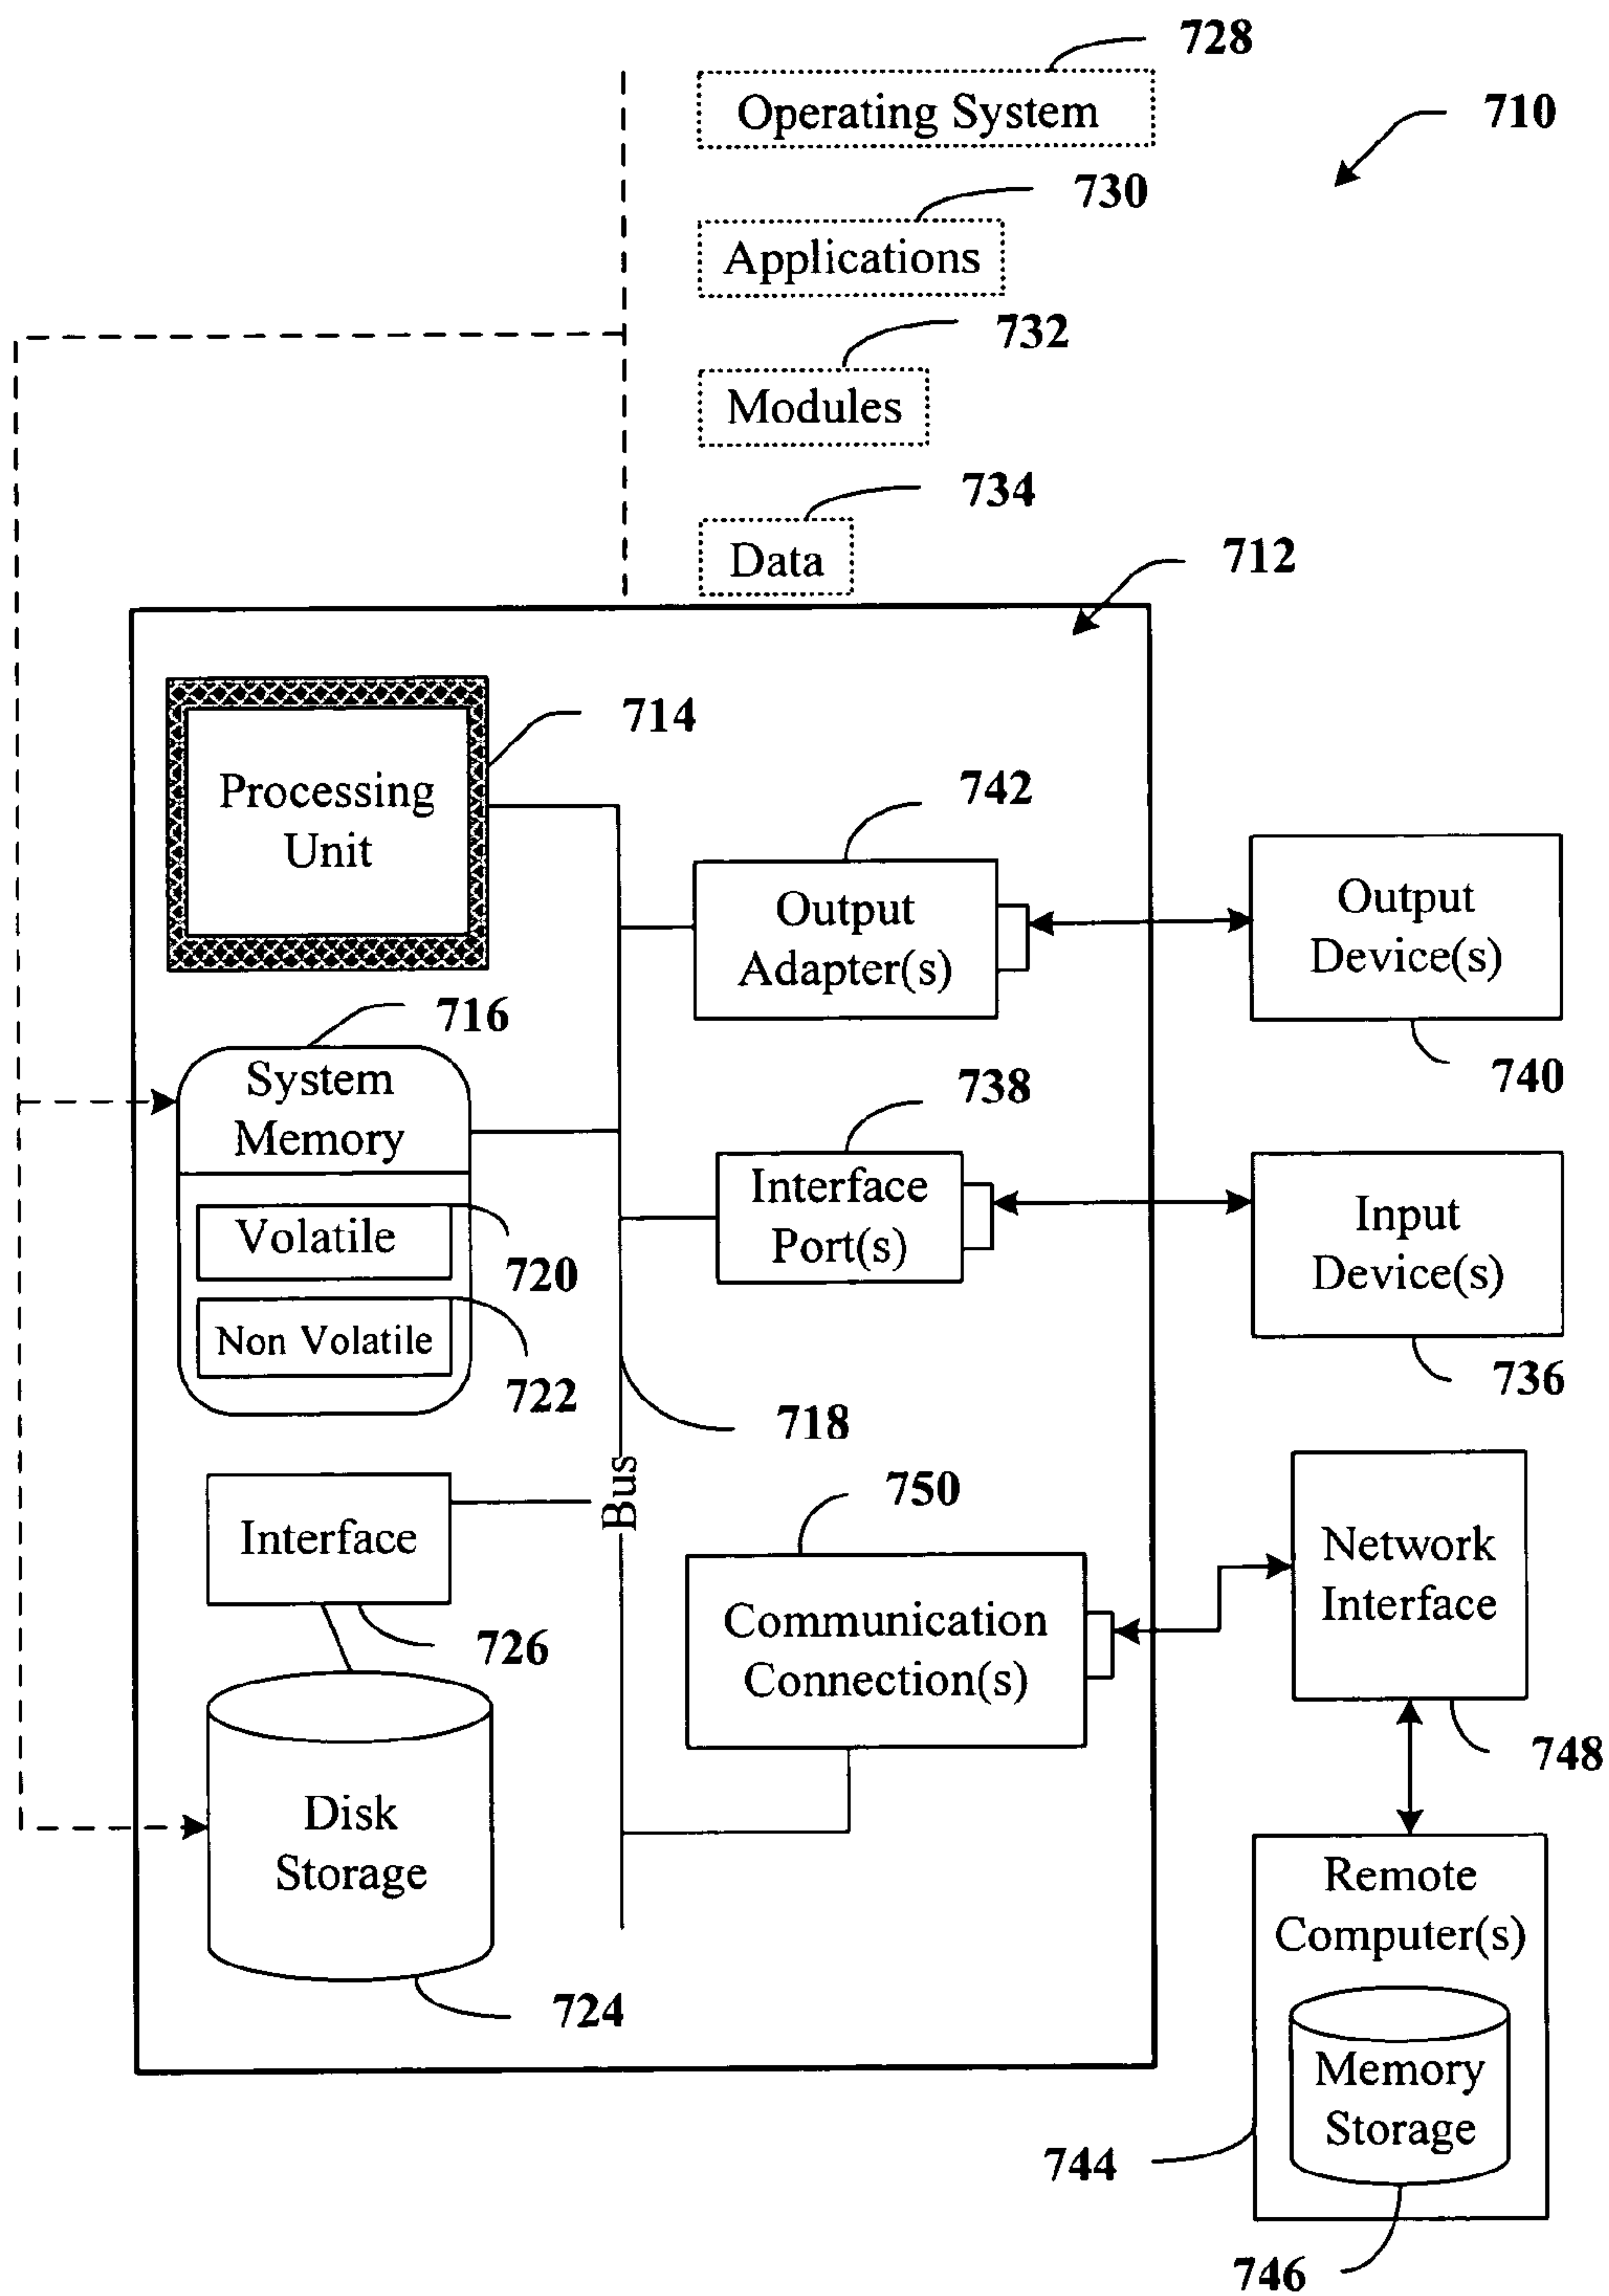 728
Operating System
710
730
Applications
732
Modules
734
Data
712
714
Processing
Unit
742
Output
Adapter(s)
Output
Device(s)
740
716
System
Memory
738
Interface
Port(s)
Input
Device(s)
736
Volatile
720
Non Volatile
722
718
Bus
750
Interface
726
Communication
Connection(s)
Network
Interface
748
Disk
Storage
724
Remote
Computer(s)
Memory
Storage
744
746